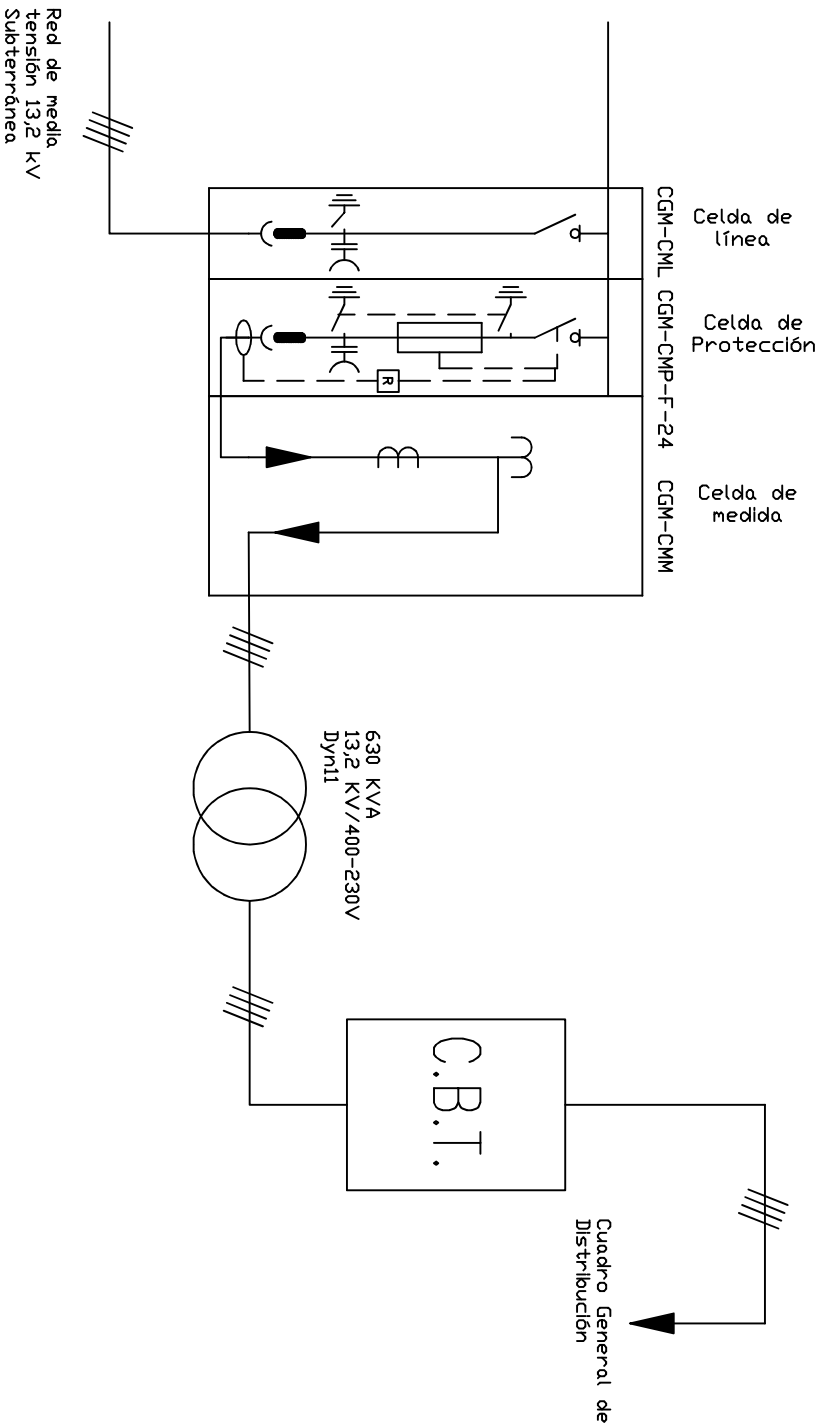 Celda de
línea
CGM-CML
Celda de
Protección
CGM-CMP-F-24
Celda de
medida
CGM-CMM
R
Red de media
tensión 13,2 kV
Subterránea
630 KVA
13,2 KV/400-230V
Dyn11
C.B.T.
Cuadro General de
Distribución